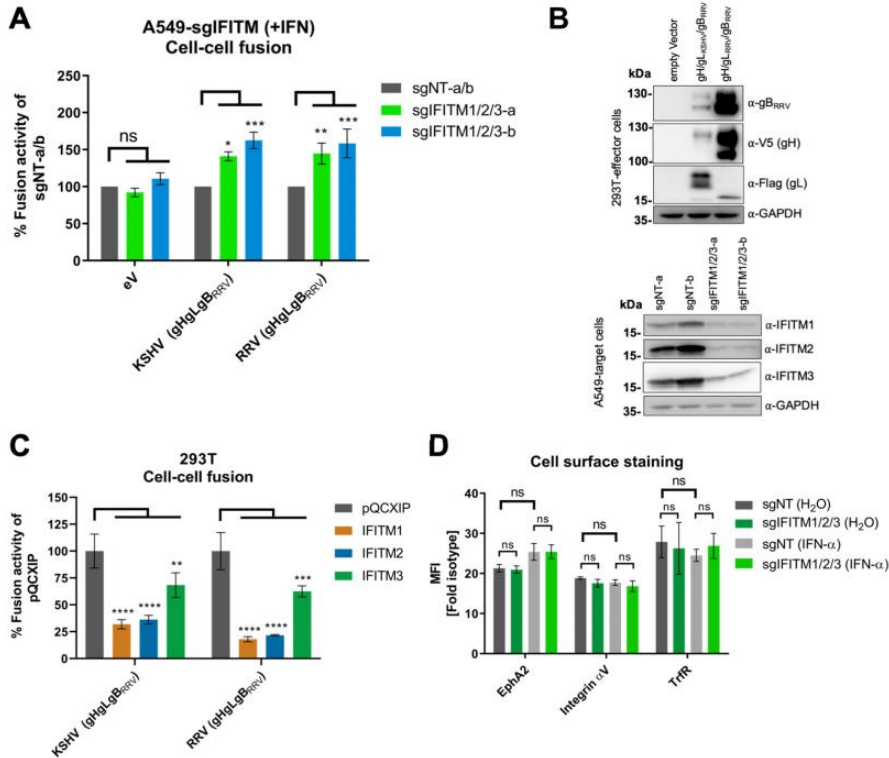 A
A549-sgIFITM (+IFN)
Cell-cell fusion
% Fusion activity of
sgNT-a/b
250
200
150
100
50
0
ns
*
***
**
***
eV
KSHV (gHgLgBRRV)
RRV (gHgLgBRRV)
sgNT-a/b
sgIFITM1/2/3-a
sgIFITM1/2/3-b
B
empty Vector
gH/gLKSHV/gBRRV
gH/gLRRV/gBRRV
kDa
293T-effector cells
130-
α-gBRRV
130-
100-
α-V5 (gH)
15-
α-Flag (gL)
35-
α-GAPDH
sgNT-a
sgNT-b
sgIFITM1/2/3-a
sgIFITM1/2/3-b
kDa
A549-target cells
15-
α-IFITM1
15-
α-IFITM2
15-
α-IFITM3
35-
α-GAPDH
C
293T
Cell-cell fusion
% Fusion activity of
pQCXIP
150
125
100
75
50
25
0
****
****
**
****
****
***
KSHV (gHgLgBRRV)
RRV (gHgLgBRRV)
pQCXIP
IFITM1
IFITM2
IFITM3
D
Cell surface staining
MFI
[Fold isotype]
40
30
20
10
0
ns
ns
ns
ns
ns
ns
ns
ns
ns
EphA2
Integrin αV
TrfR
sgNT (H2O)
sgIFITM1/2/3 (H2O)
sgNT (IFN-α)
sgIFITM1/2/3 (IFN-α)